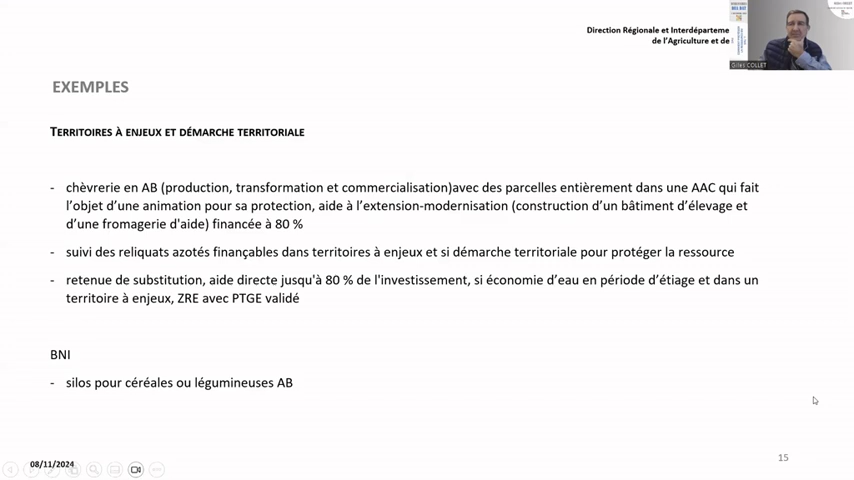 Direction Régionale et Interdéparteme
de l'Agriculture et de
Gilles COLLET
EXEMPLES
TERRITOIRES À ENJEUX ET DÉMARCHE TERRITORIALE
- chèvrerie en AB (production, transformation et commercialisation)avec des parcelles entièrement dans une AAC qui fait
l'objet d'une animation pour sa protection, aide à l'extension-modernisation (construction d'un bâtiment d'élevage et
d'une fromagerie d'aide) financée à 80 %
- suivi des reliquats azotés finançables dans territoires à enjeux et si démarche territoriale pour protéger la ressource
- retenue de substitution, aide directe jusqu'à 80 % de l'investissement, si économie d'eau en période d'étiage et dans un
territoire à enjeux, ZRE avec PTGE validé
BNI
- silos pour céréales ou légumineuses AB
08/11/2024
15